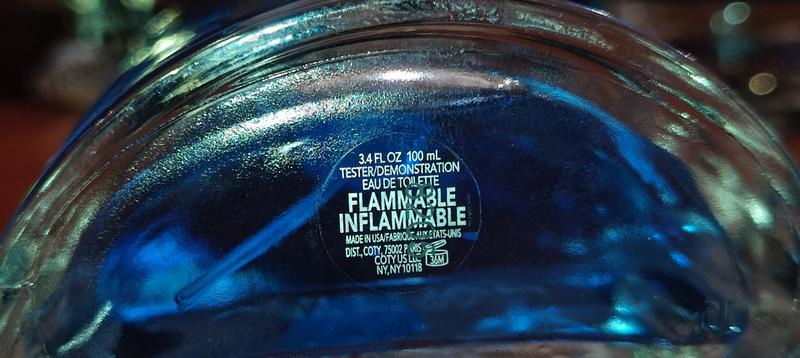 3.4 FL OZ 100 mL
TESTER/DEMONSTRATION
EAU DE TOILETTE
FLAMMABLE
INFLAMMABLE
MADE IN USA/FABRIQUÉ AUX ÉTATS-UNIS
DIST., COTY, 75002 PARIS
COTY US LLC
NY, NY 10118
36M